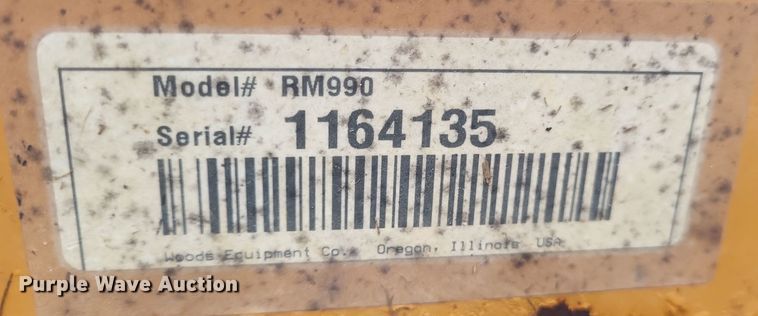 Model# RM990
Serial# 1164135
Woods Equipment Co. Oregon, Illinois USA
Purple Wave Auction